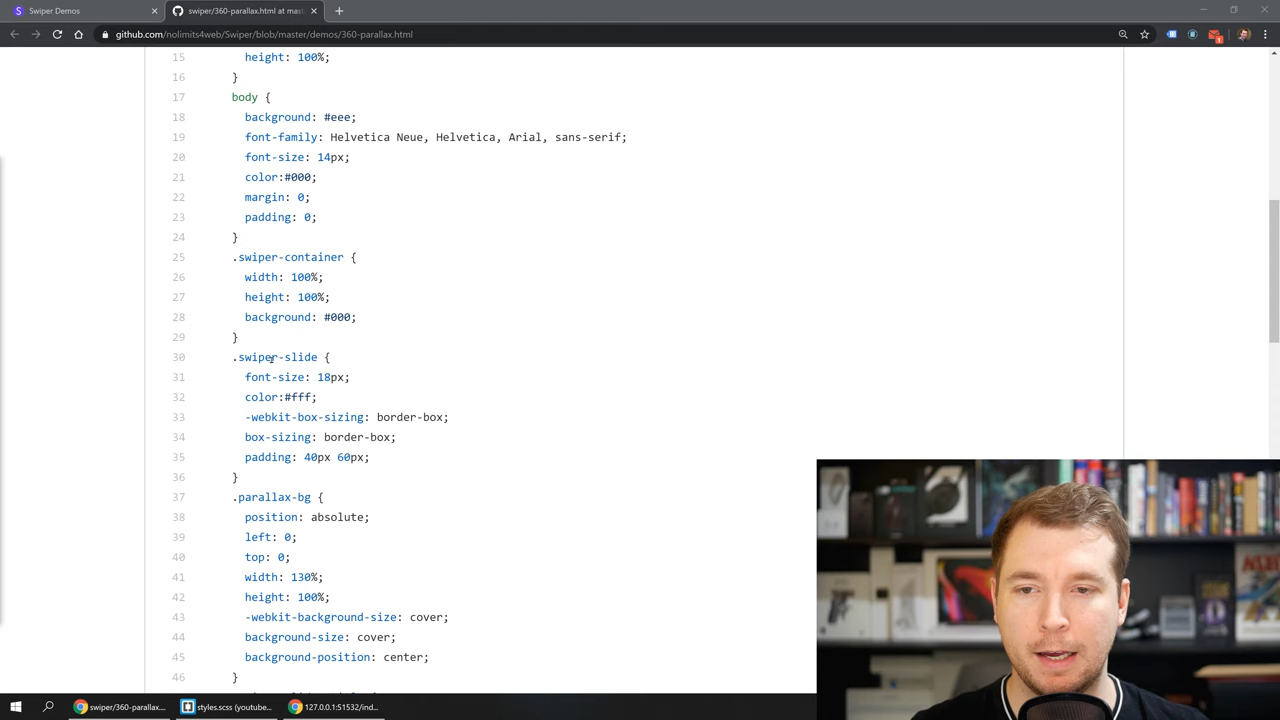 Swiper Demos
swiper/360-parallax.html at mas
github.com/nolimits4web/Swiper/blob/master/demos/360-parallax.html
15 height: 100%;
16 }
17 body {
18 background: #eee;
19 font-family: Helvetica Neue, Helvetica, Arial, sans-serif;
20 font-size: 14px;
21 color:#000;
22 margin: 0;
23 padding: 0;
24 }
25 .swiper-container {
26 width: 100%;
27 height: 100%;
28 background: #000;
29 }
30 .swiper-slide {
31 font-size: 18px;
32 color:#fff;
33 -webkit-box-sizing: border-box;
34 box-sizing: border-box;
35 padding: 40px 60px;
36 }
37 .parallax-bg {
38 position: absolute;
39 left: 0;
40 top: 0;
41 width: 130%;
42 height: 100%;
43 -webkit-background-size: cover;
44 background-size: cover;
45 background-position: center;
46 }
swiper/360-parallax...
styles.scss (youtube...
127.0.0.1:51532/ind...